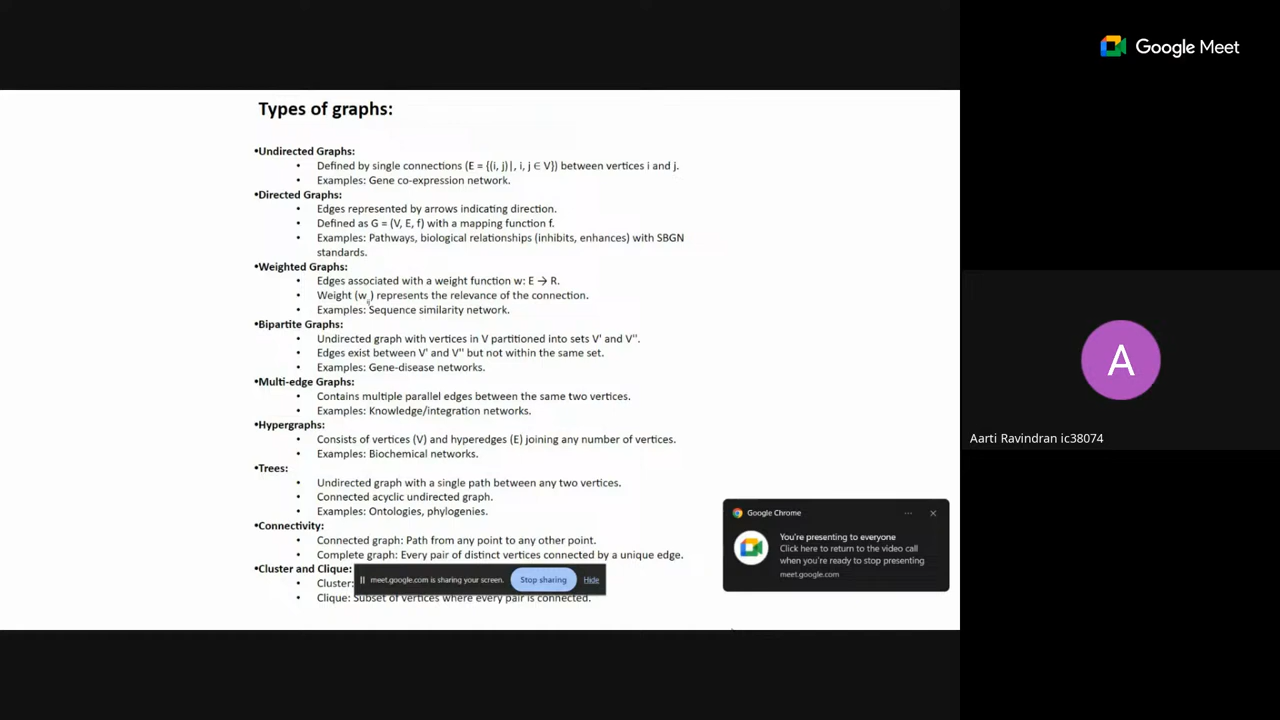 Types of graphs:
•Undirected Graphs:
• Defined by single connections (E = {(i, j)|, i, j ∈ V}) between vertices i and j.
• Examples: Gene co-expression network.
•Directed Graphs:
• Edges represented by arrows indicating direction.
• Defined as G = (V, E, f) with a mapping function f.
• Examples: Pathways, biological relationships (inhibits, enhances) with SBGN
standards.
•Weighted Graphs:
• Edges associated with a weight function w: E → R.
• Weight (wij) represents the relevance of the connection.
• Examples: Sequence similarity network.
•Bipartite Graphs:
• Undirected graph with vertices in V partitioned into sets V' and V''.
• Edges exist between V' and V'' but not within the same set.
• Examples: Gene-disease networks.
•Multi-edge Graphs:
• Contains multiple parallel edges between the same two vertices.
• Examples: Knowledge/integration networks.
•Hypergraphs:
• Consists of vertices (V) and hyperedges (E) joining any number of vertices.
• Examples: Biochemical networks.
•Trees:
• Undirected graph with a single path between any two vertices.
• Connected acyclic undirected graph.
• Examples: Ontologies, phylogenies.
•Connectivity:
• Connected graph: Path from any point to any other point.
• Complete graph: Every pair of distinct vertices connected by a unique edge.
•Cluster and Clique:
• Cluster:
• Clique: Subset of vertices where every pair is connected.
meet.google.com is sharing your screen. Stop sharing Hide
Google Chrome
You're presenting to everyone
Click here to return to the video call
when you're ready to stop presenting
meet.google.com
Google Meet
A
Aarti Ravindran ic38074